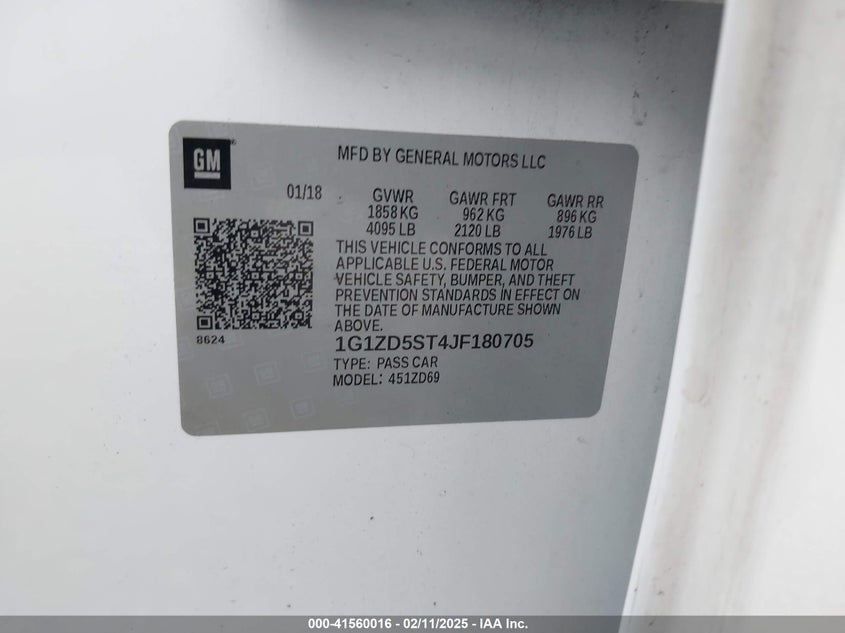 GM
MFD BY GENERAL MOTORS LLC
01/18 GVWR GAWR FRT GAWR RR
1858 KG 962 KG 896 KG
4095 LB 2120 LB 1976 LB
THIS VEHICLE CONFORMS TO ALL
APPLICABLE U.S. FEDERAL MOTOR
VEHICLE SAFETY, BUMPER, AND THEFT
PREVENTION STANDARDS IN EFFECT ON
THE DATE OF MANUFACTURE SHOWN
ABOVE.
8624
1G1ZD5ST4JF180705
TYPE: PASS CAR
MODEL: 451ZD69
000-41560016 - 02/11/2025 - IAA Inc.